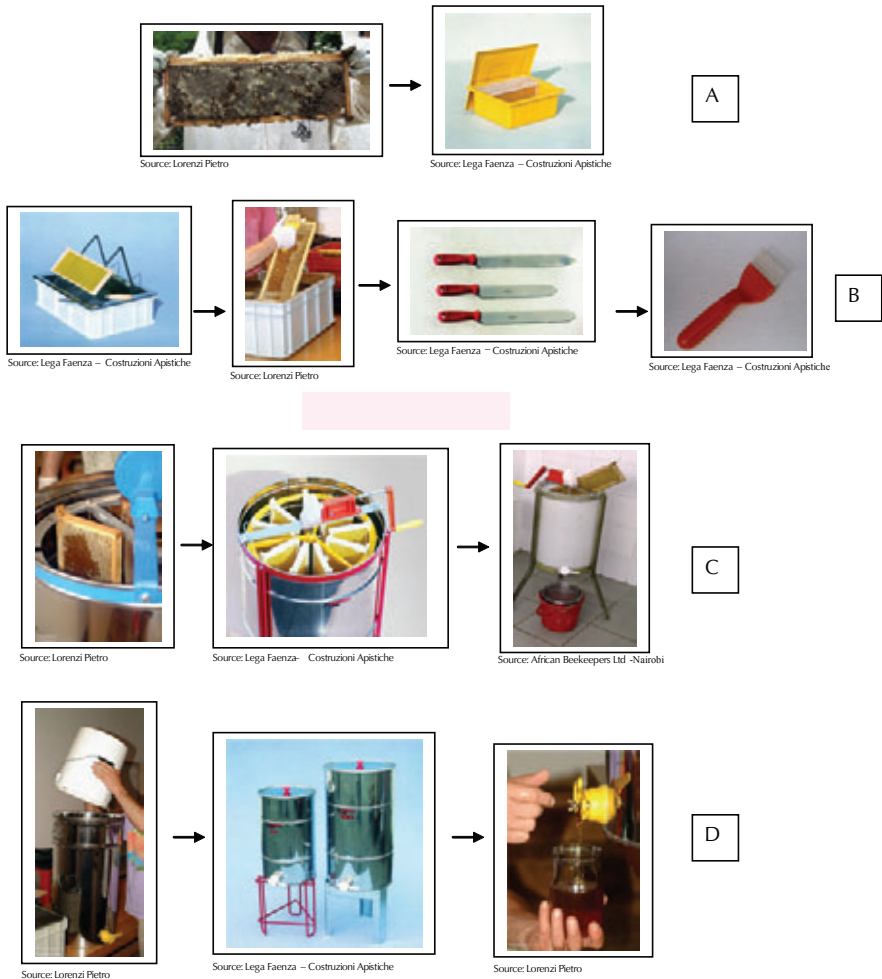 A
Source: Lorenzi Pietro
Source: Lega Faenza – Costruzioni Apistiche
B
Source: Lega Faenza – Costruzioni Apistiche
Source: Lorenzi Pietro
Source: Lega Faenza – Costruzioni Apistiche
Source: Lega Faenza – Costruzioni Apistiche
C
Source: Lorenzi Pietro
Source: Lega Faenza- Costruzioni Apistiche
Source: African Beekeepers Ltd -Nairobi
D
Source: Lorenzi Pietro
Source: Lega Faenza – Costruzioni Apistiche
Source: Lorenzi Pietro